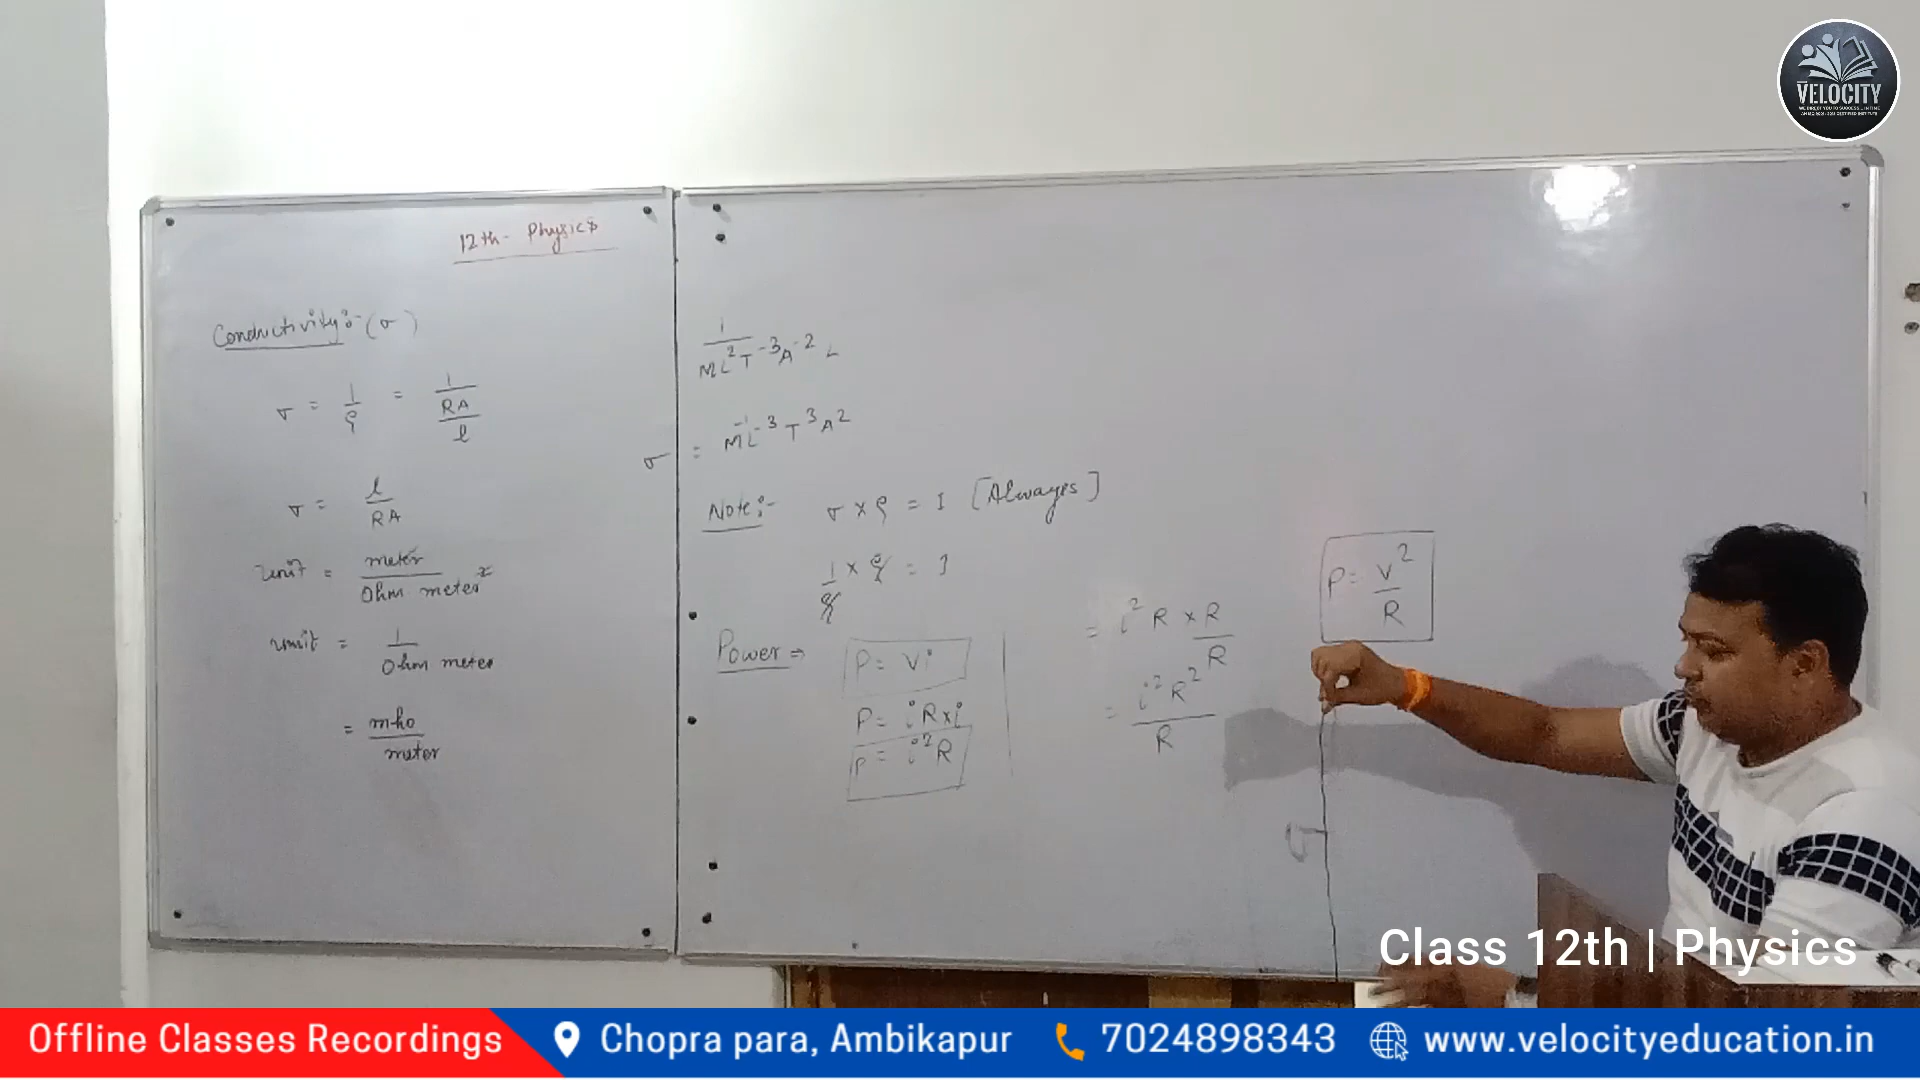 VELOCITY
12th- Physics
Conductivity:- (σ)
σ = 1/ρ = 1/(RA/l)
σ = l/RA
unit = meter/Ohm meter²
unit = 1/Ohm meter
= mho/meter
1/ML²T⁻³A⁻² L
σ = M⁻¹L⁻³T³A²
Note:- σ × ρ = 1 [Alwayes]
1/ρ × ρ = 1
Power ⇒ P = Vi
P = iR×i
P = i²R
= i²R × R/R
= i²R²/R
P = V²/R
Class 12th | Physics
Offline Classes Recordings Chopra para, Ambikapur 7024898343 www.velocityeducation.in